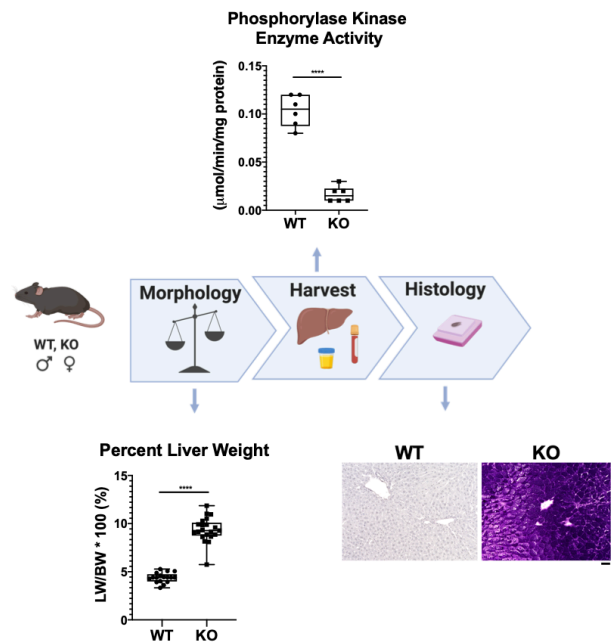 Phosphorylase Kinase
Enzyme Activity
(μmol/min/mg protein)
0.15
0.10
0.05
0.00
****
WT
KO
WT, KO
♂ ♀
Morphology
Harvest
Histology
Percent Liver Weight
LW/BW * 100 (%)
15
10
5
0
****
WT
KO
WT
KO